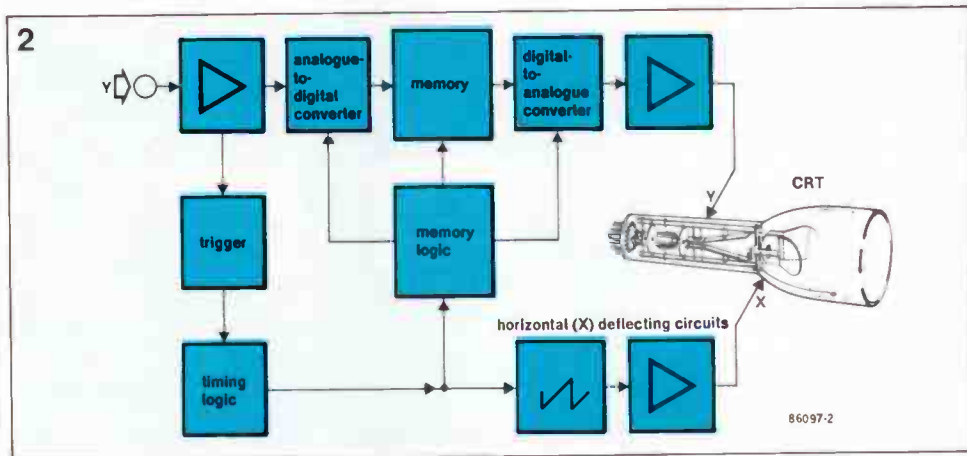 2
Y
analogue-
to-
digital
converter
memory
digital-
to-
analogue
converter
CRT
Y
trigger
memory
logic
X
horizontal (X) deflecting circuits
timing
logic
86097-2